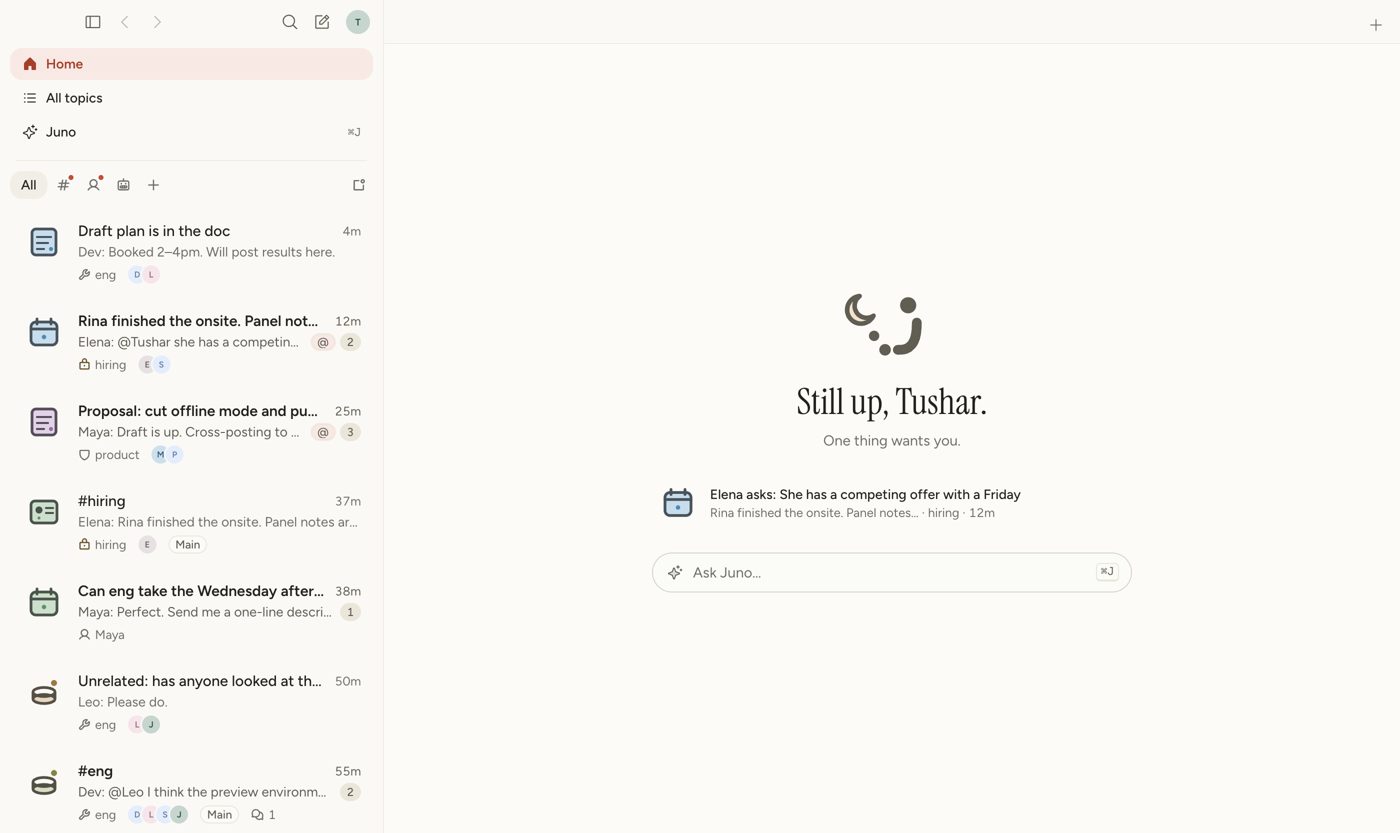 T
Home
All topics
Juno ⌘J
All
Draft plan is in the doc 4m
Dev: Booked 2–4pm. Will post results here.
eng D L
Rina finished the onsite. Panel not... 12m
Elena: @Tushar she has a competin... @ 2
hiring E S
Proposal: cut offline mode and pu... 25m
Maya: Draft is up. Cross-posting to ... @ 3
product M P
#hiring 37m
Elena: Rina finished the onsite. Panel notes ar...
hiring E Main
Can eng take the Wednesday after... 38m
Maya: Perfect. Send me a one-line descri... 1
Maya
Unrelated: has anyone looked at th... 50m
Leo: Please do.
eng L J
#eng 55m
Dev: @Leo I think the preview environm... 2
eng D L S J Main 1
Still up, Tushar.
One thing wants you.
Elena asks: She has a competing offer with a Friday
Rina finished the onsite. Panel notes... · hiring · 12m
Ask Juno... ⌘J